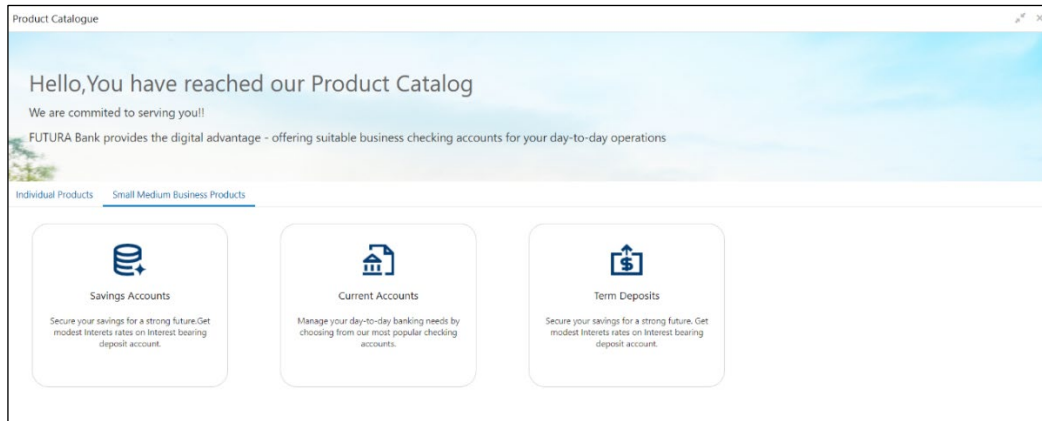 Product Catalogue
Hello,You have reached our Product Catalog
We are commited to serving you!!
FUTURA Bank provides the digital advantage - offering suitable business checking accounts for your day-to-day operations
Individual Products Small Medium Business Products
Savings Accounts
Secure your savings for a strong future.Get
modest Interets rates on Interest bearing
deposit account.
Current Accounts
Manage your day-to-day banking needs by
choosing from our most popular checking
accounts.
Term Deposits
Secure your savings for a strong future. Get
modest Interets rates on Interest bearing
deposit account.